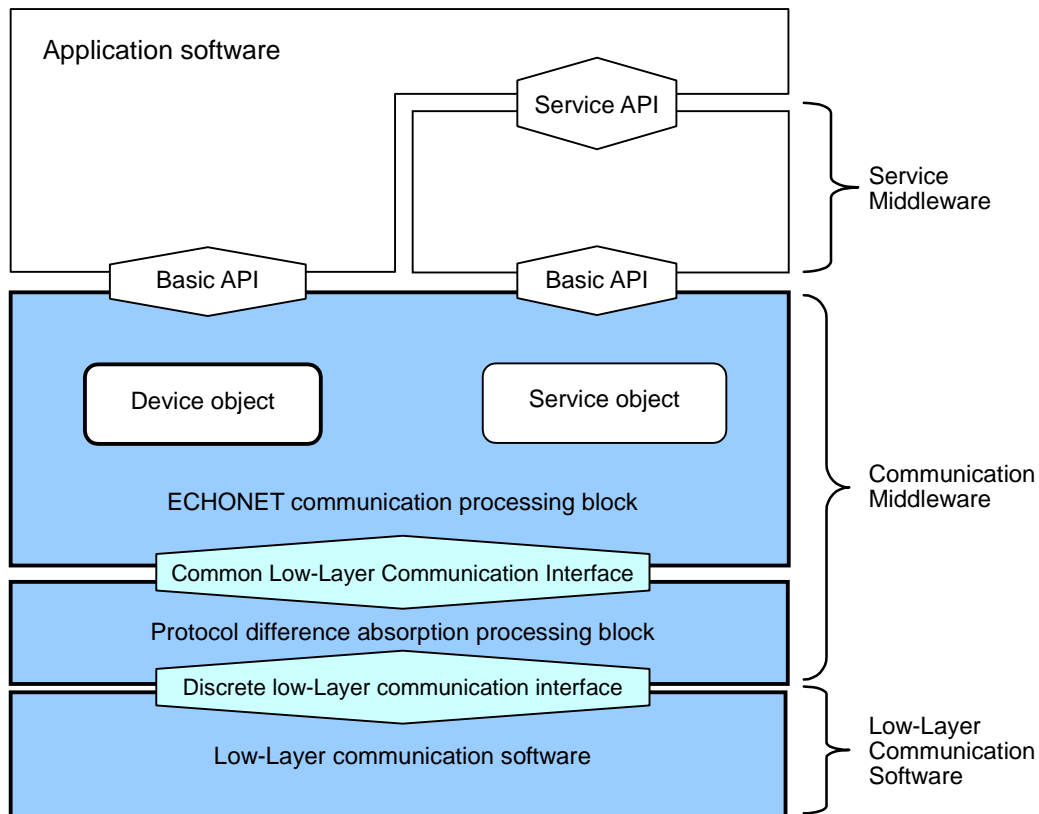 Application software
Service API
Service
Middleware
Basic API
Basic API
Device object
Service object
ECHONET communication processing block
Communication
Middleware
Common Low-Layer Communication Interface
Protocol difference absorption processing block
Discrete low-Layer communication interface
Low-Layer communication software
Low-Layer
Communication
Software